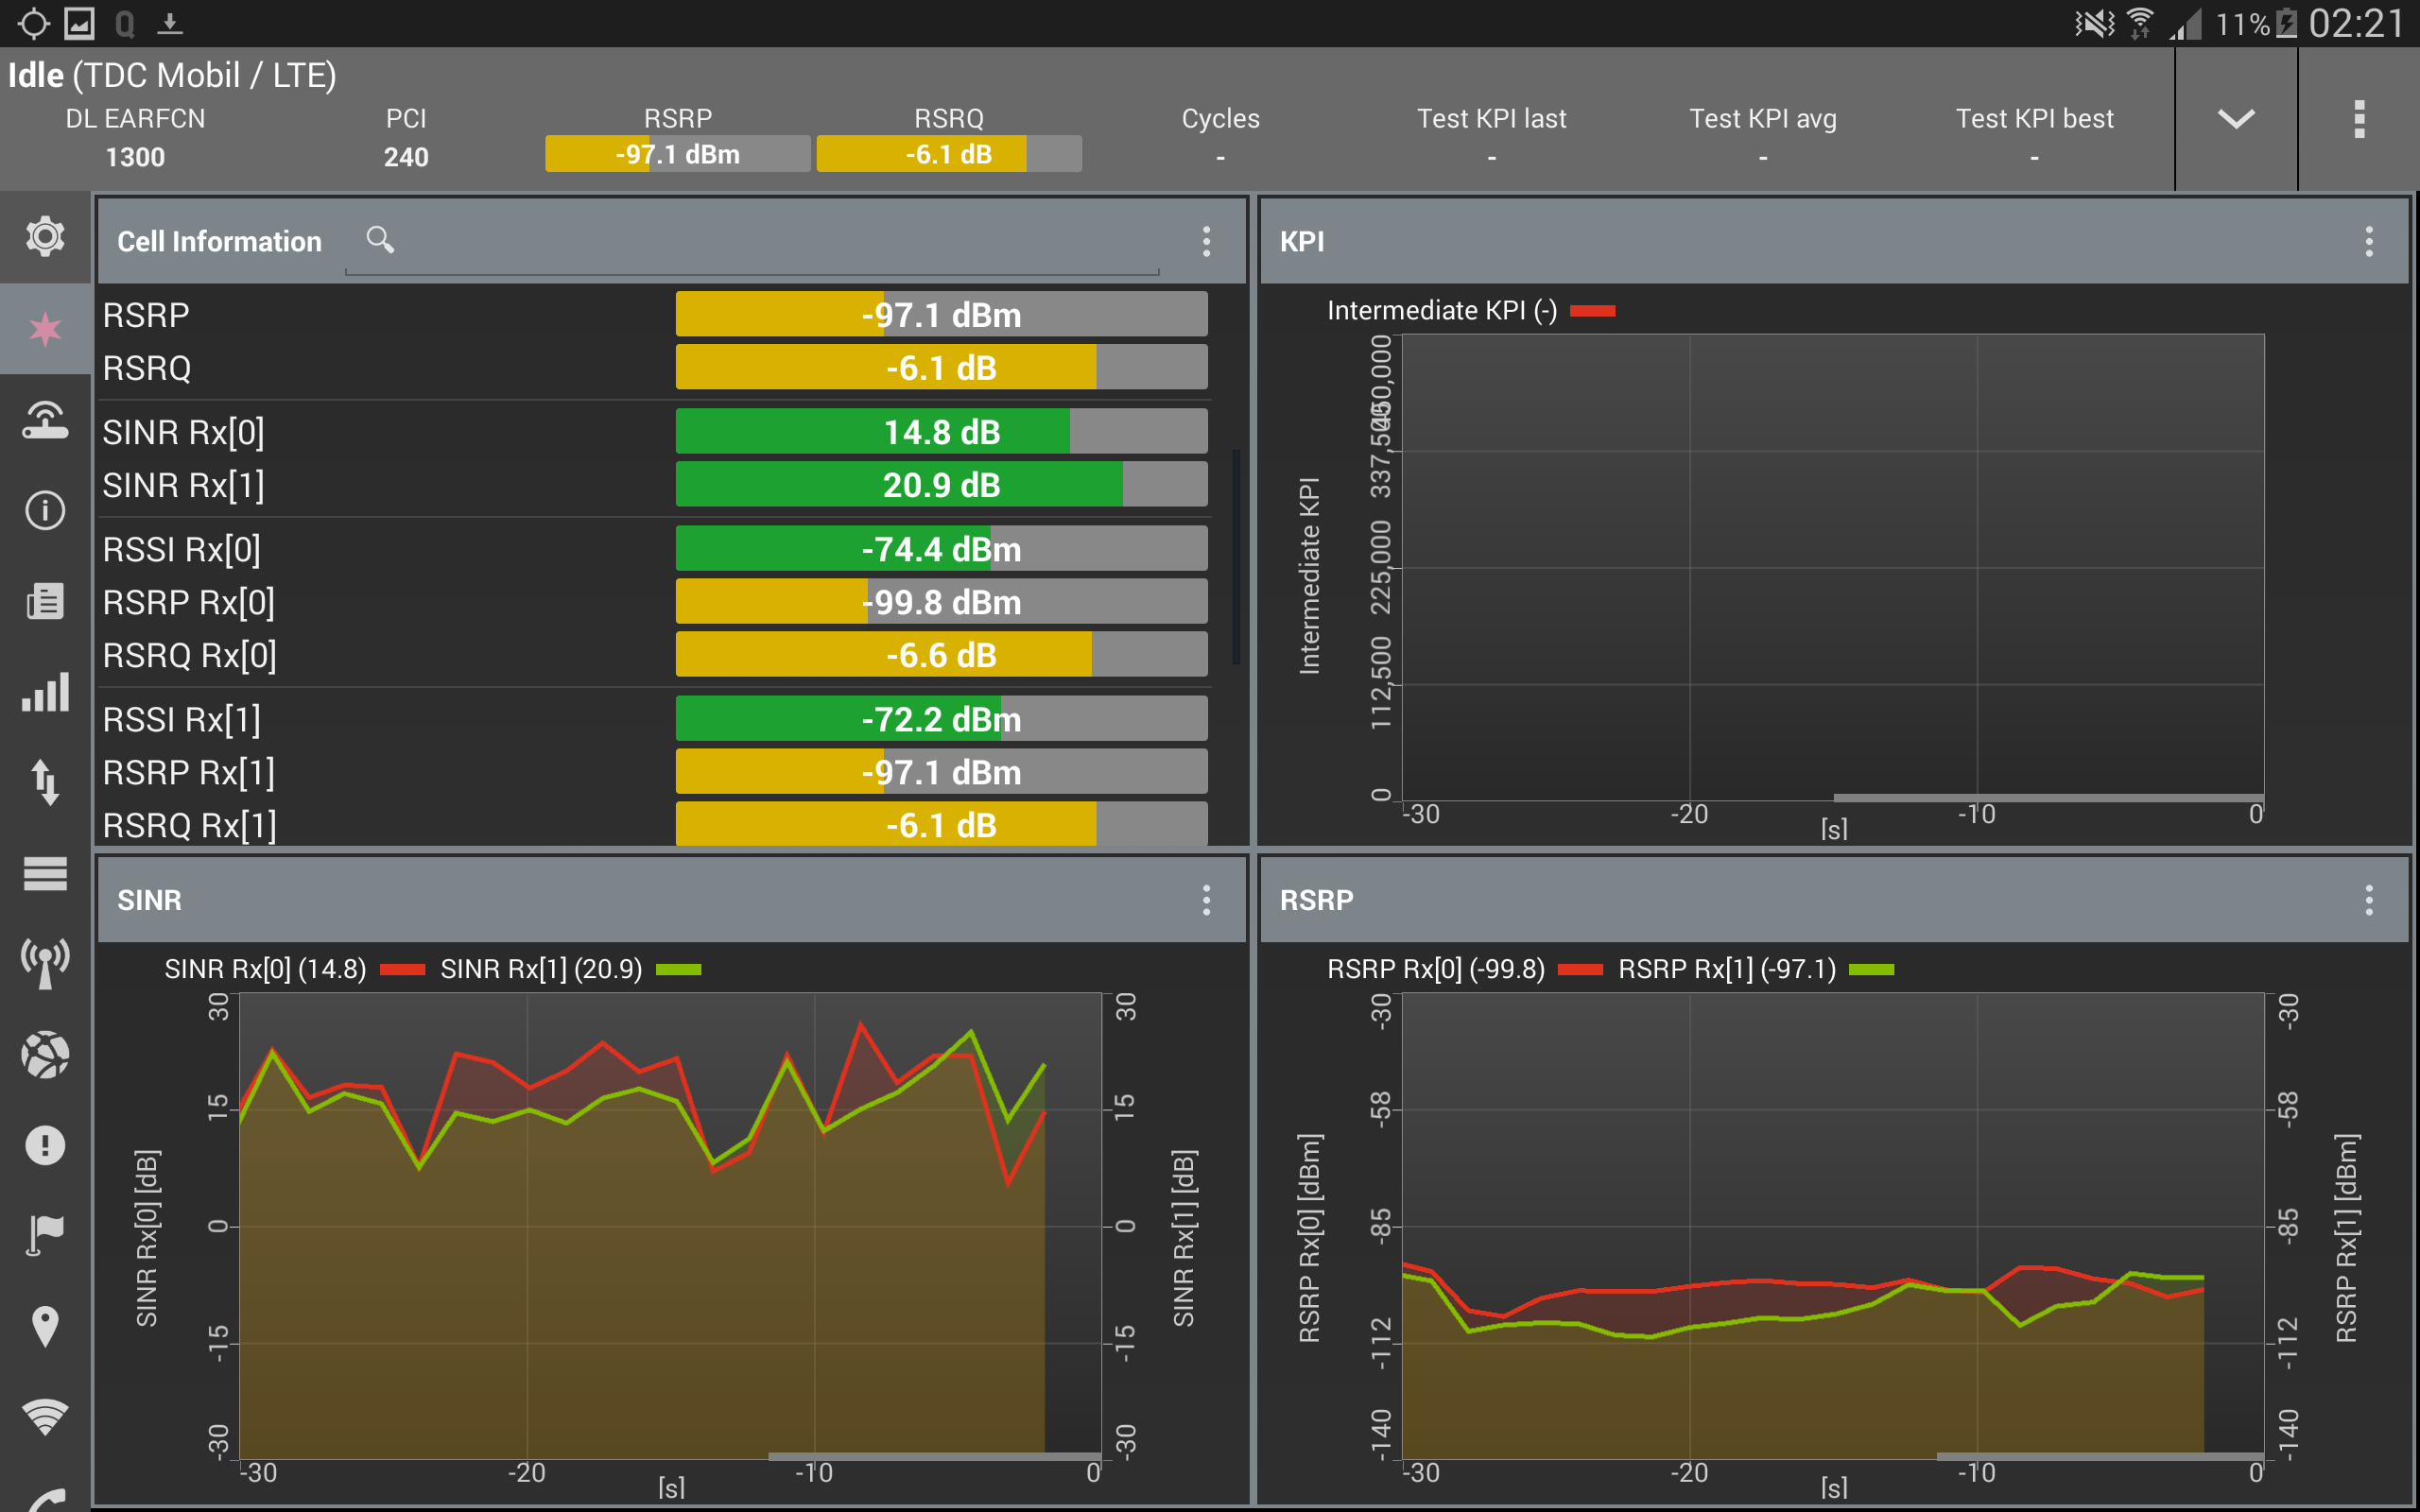 11% 02:21
Idle (TDC Mobil / LTE)
DL EARFCN PCI RSRP RSRQ Cycles Test KPI last Test KPI avg Test KPI best
1300 240 -97.1 dBm -6.1 dB - - - -
Cell Information
RSRP -97.1 dBm
RSRQ -6.1 dB
SINR Rx[0] 14.8 dB
SINR Rx[1] 20.9 dB
RSSI Rx[0] -74.4 dBm
RSRP Rx[0] -99.8 dBm
RSRQ Rx[0] -6.6 dB
RSSI Rx[1] -72.2 dBm
RSRP Rx[1] -97.1 dBm
RSRQ Rx[1] -6.1 dB
KPI
Intermediate KPI (-)
Intermediate KPI
450,000
337,500
225,000
112,500
0
-30 -20 -10 0
[s]
SINR
SINR Rx[0] (14.8) SINR Rx[1] (20.9)
SINR Rx[0] [dB]
30 30
15 15
0 0
-15 -15
-30 -30
SINR Rx[1] [dB]
-30 -20 -10 0
[s]
RSRP
RSRP Rx[0] (-99.8) RSRP Rx[1] (-97.1)
RSRP Rx[0] [dBm]
-30 -30
-58 -58
-85 -85
-112 -112
-140 -140
RSRP Rx[1] [dBm]
-30 -20 -10 0
[s]